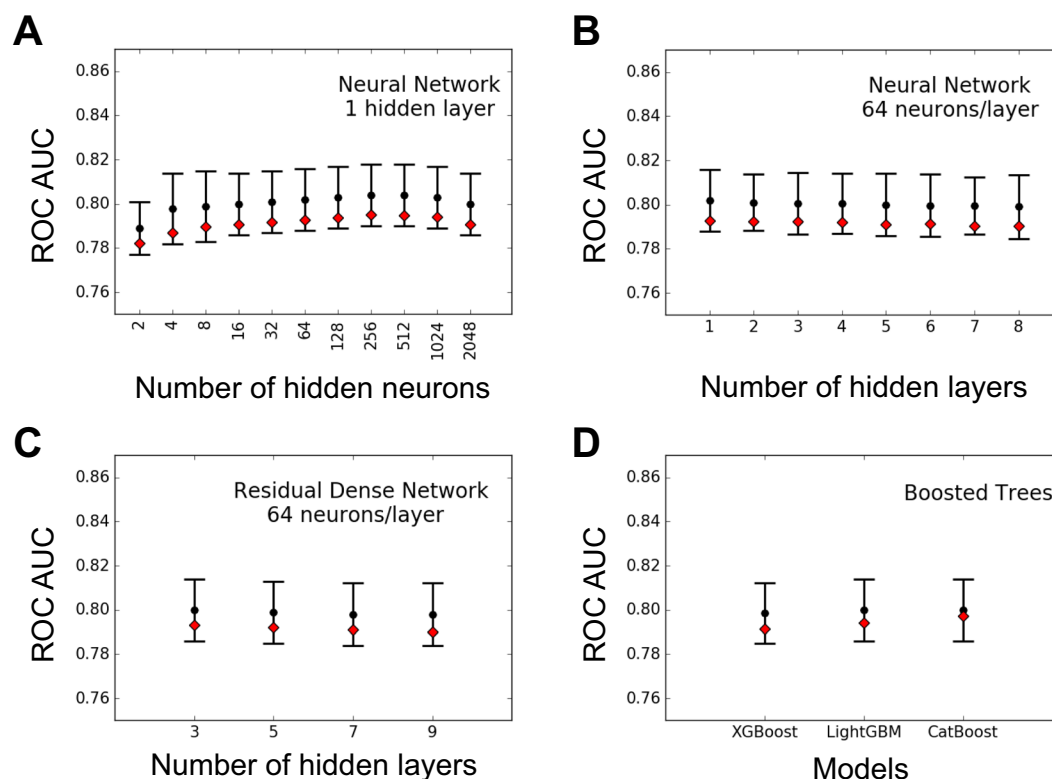 A
ROC AUC
0.86
0.84
0.82
0.80
0.78
0.76
Neural Network
1 hidden layer
2
4
8
16
32
64
128
256
512
1024
2048
Number of hidden neurons
B
ROC AUC
0.86
0.84
0.82
0.80
0.78
0.76
Neural Network
64 neurons/layer
1 2 3 4 5 6 7 8
Number of hidden layers
C
ROC AUC
0.86
0.84
0.82
0.80
0.78
0.76
Residual Dense Network
64 neurons/layer
3 5 7 9
Number of hidden layers
D
ROC AUC
0.86
0.84
0.82
0.80
0.78
0.76
Boosted Trees
XGBoost LightGBM CatBoost
Models